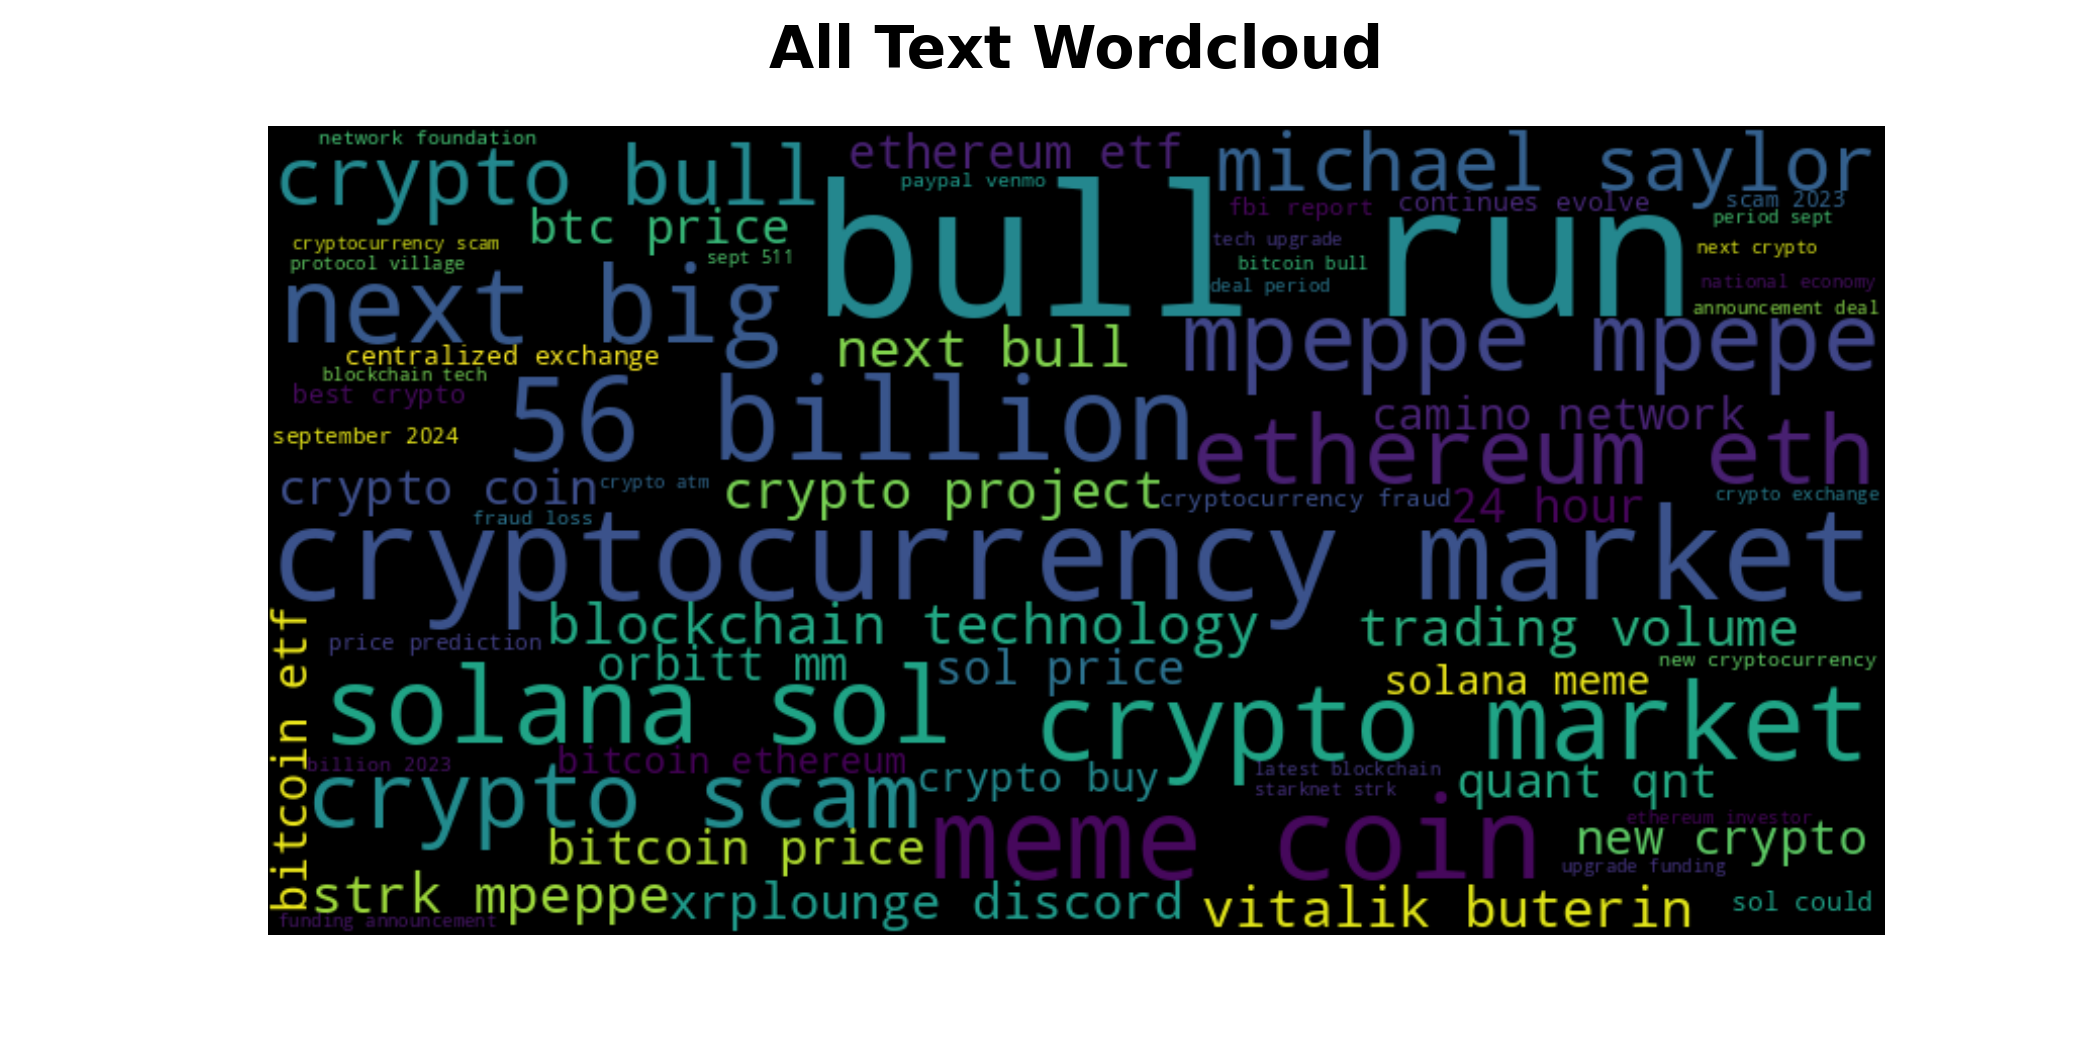 All Text Wordcloud
network foundation
crypto bull
ethereum etf
michael saylor
paypal venmo
bull run
fbi report
continues evolve
scam 2023
period sept
btc price
cryptocurrency scam
protocol village
sept 511
tech upgrade
bitcoin bull
deal period
next crypto
national economy
announcement deal
next big
next bull
mpeppe mpepe
centralized exchange
blockchain tech
best crypto
56 billion
camino network
september 2024
ethereum eth
crypto coin
crypto atm
crypto project
cryptocurrency fraud
24 hour
crypto exchange
fraud loss
cryptocurrency market
bitcoin etf
price prediction
blockchain technology
trading volume
orbitt mm
sol price
solana meme
new cryptocurrency
solana sol
crypto market
billion 2023
bitcoin ethereum
crypto scam
crypto buy
latest blockchain
starknet strk
quant qnt
meme coin
ethereum investor
bitcoin price
new crypto
upgrade funding
strk mpeppe
xrplounge discord
vitalik buterin
sol could
funding announcement